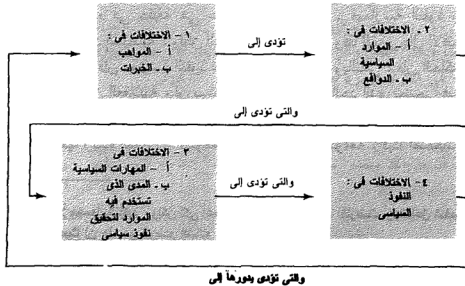 ١ - الاختلافات فى :
أ - المواهب
ب - الخبرات
تؤدى إلى
٢ - الاختلافات فى :
أ - الموارد
السياسية
ب - الدوافع
والتى تؤدى إلى
٣ - الاختلافات فى
أ - المهارات السياسية
ب - المدى الذى
تستخدم فيه
الموارد لتحقيق
نفوذ سياسى
والتى تؤدى إلى
٤ - الاختلافات فى :
النفوذ
السياسى
والتى تؤدى بدورها إلى